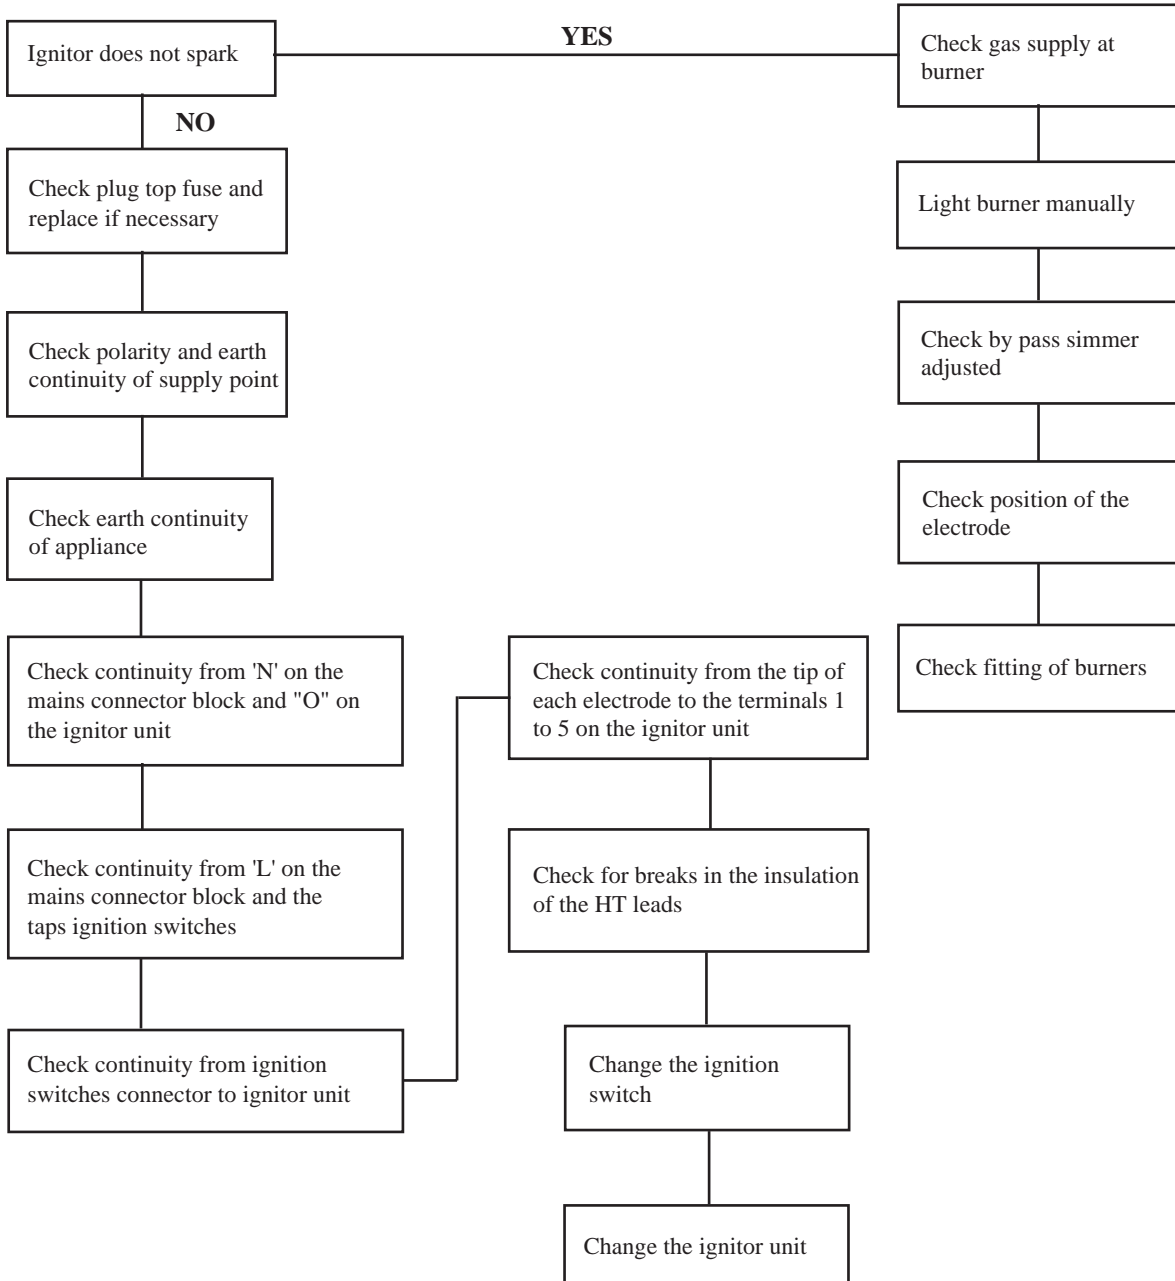 Ignitor does not spark
YES
Check gas supply at
burner
NO
Check plug top fuse and
replace if necessary
Light burner manually
Check polarity and earth
continuity of supply point
Check by pass simmer
adjusted
Check earth continuity
of appliance
Check position of the
electrode
Check continuity from 'N' on the
mains connector block and "O" on
the ignitor unit
Check continuity from the tip of
each electrode to the terminals 1
to 5 on the ignitor unit
Check fitting of burners
Check continuity from 'L' on the
mains connector block and the
taps ignition switches
Check for breaks in the insulation
of the HT leads
Check continuity from ignition
switches connector to ignitor unit
Change the ignition
switch
Change the ignitor unit